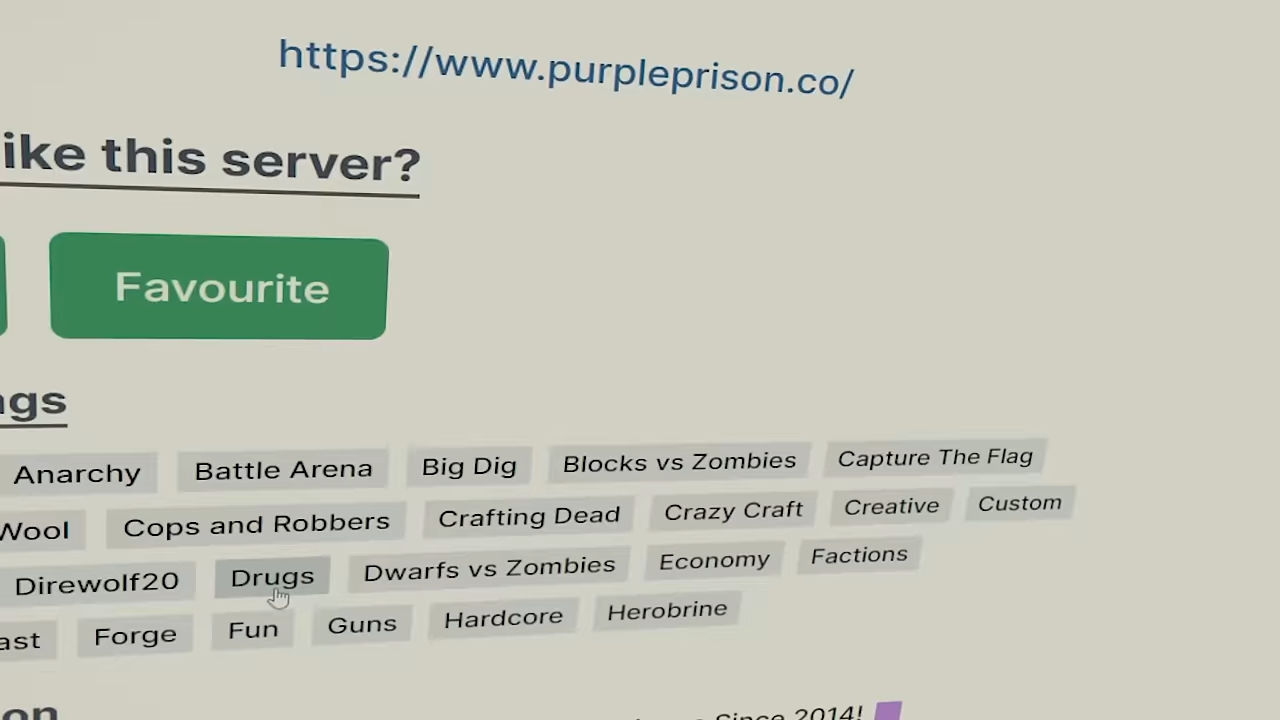 https://www.purpleprison.co/
ike this server?
Favourite
ags
Anarchy Battle Arena Big Dig Blocks vs Zombies Capture The Flag
Wool Cops and Robbers Crafting Dead Crazy Craft Creative Custom
Direwolf20 Drugs Dwarfs vs Zombies Economy Factions
ast Forge Fun Guns Hardcore Herobrine
on
Since 2014!